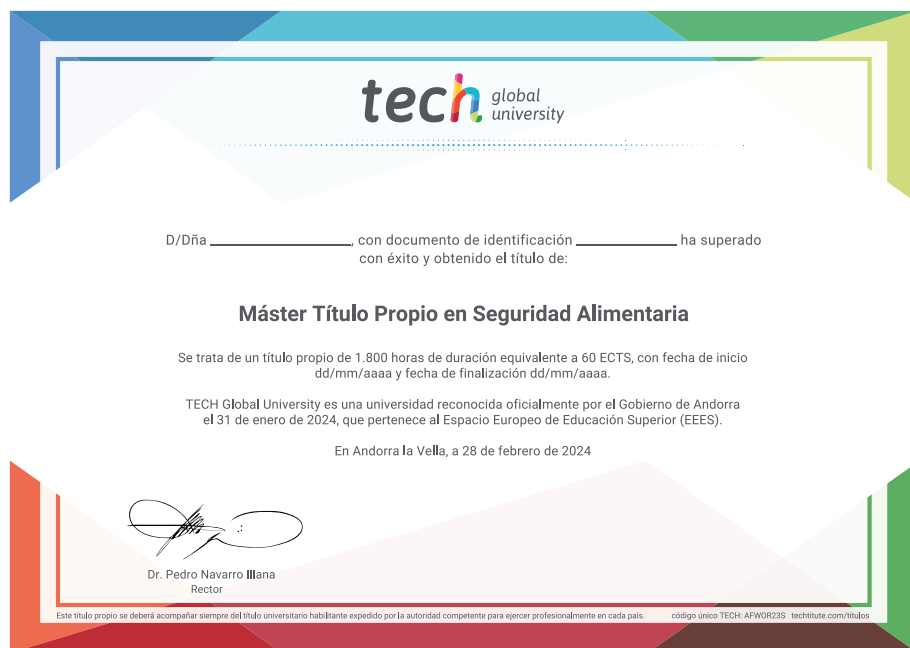 tech global
university
D/Dña ______________, con documento de identificación __________ ha superado
con éxito y obtenido el título de:
Máster Título Propio en Seguridad Alimentaria
Se trata de un título propio de 1.800 horas de duración equivalente a 60 ECTS, con fecha de inicio
dd/mm/aaaa y fecha de finalización dd/mm/aaaa.
TECH Global University es una universidad reconocida oficialmente por el Gobierno de Andorra
el 31 de enero de 2024, que pertenece al Espacio Europeo de Educación Superior (EEES).
En Andorra la Vella, a 28 de febrero de 2024
Dr. Pedro Navarro Illana
Rector
Este título propio se deberá acompañar siempre del título universitario habilitante expedido por la autoridad competente para ejercer profesionalmente en cada país. código único TECH: AFWOR23S techtitute.com/titulos